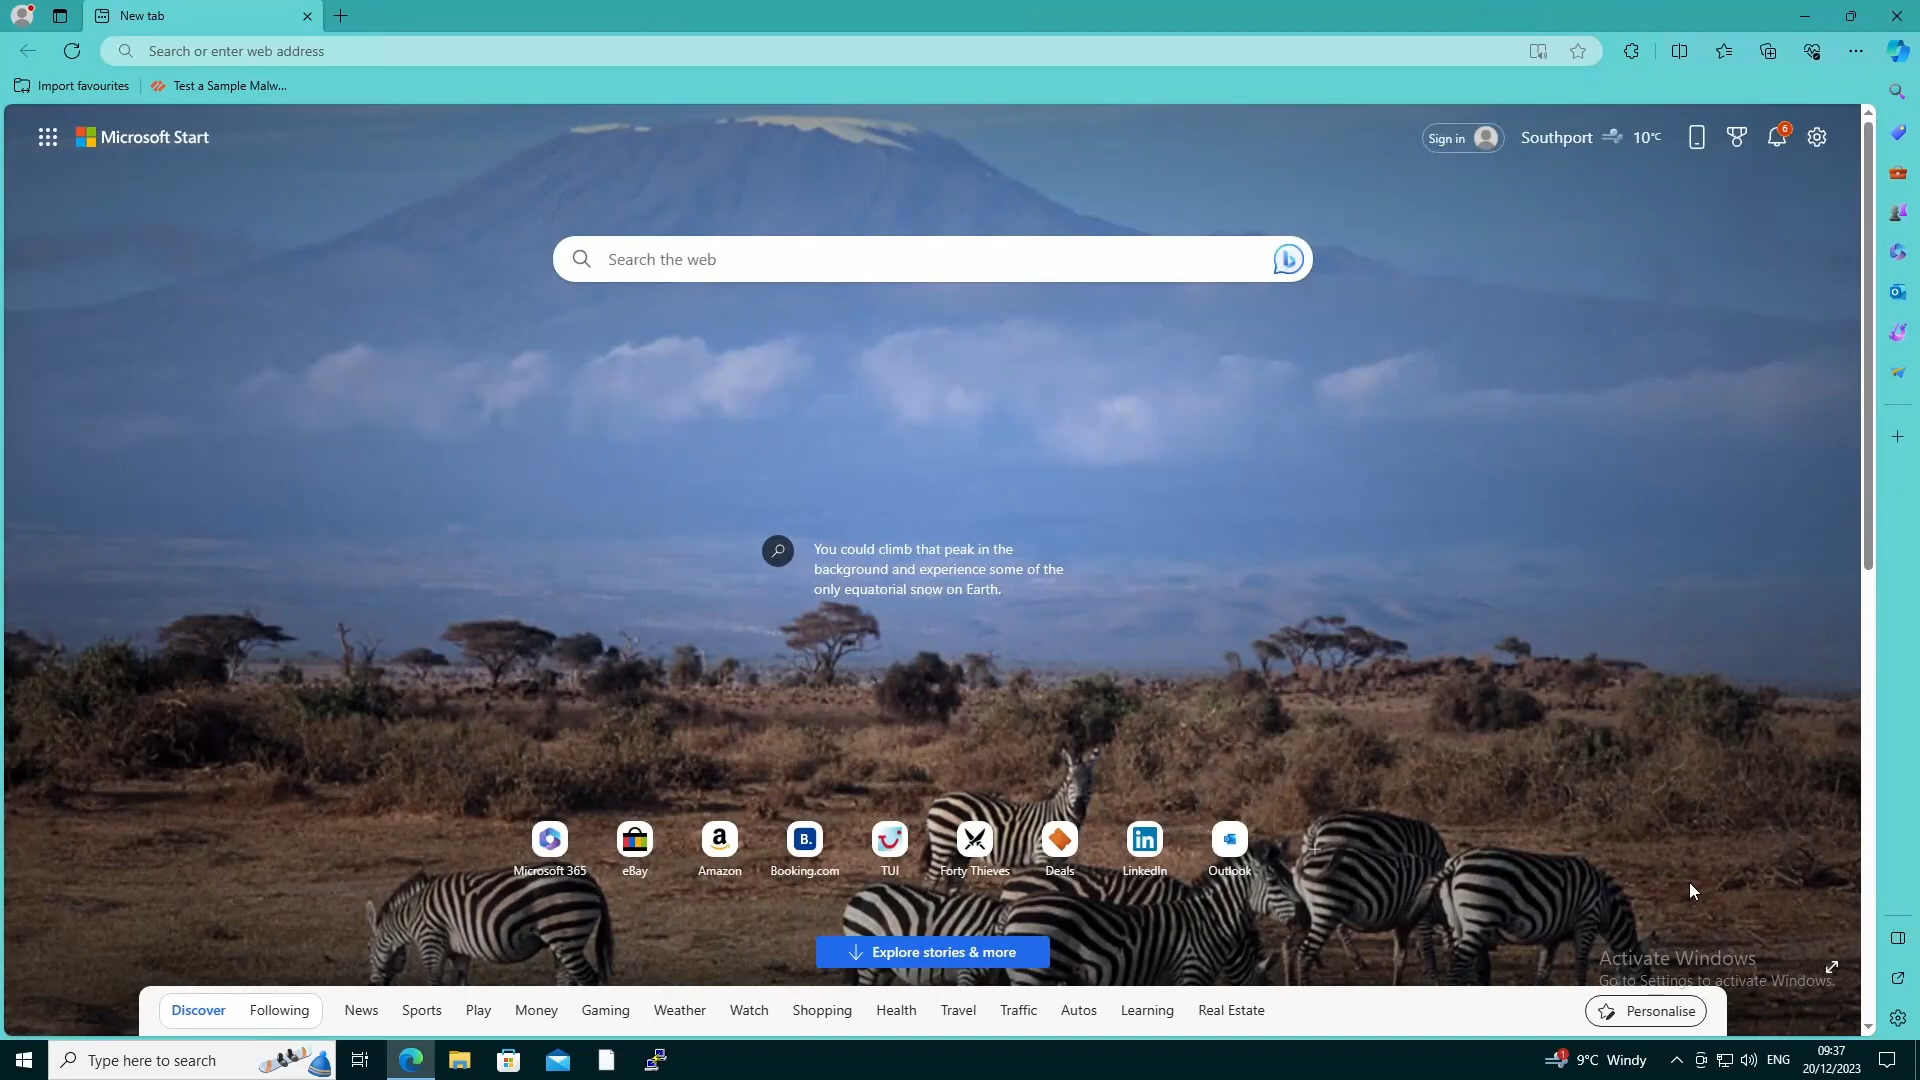 New tab
Search or enter web address
Import favourites
Test a Sample Malw...
Microsoft Start
Sign in
Southport
10°C
6
Search the web
You could climb that peak in the
background and experience some of the
only equatorial snow on Earth.
Microsoft 365
eBay
Amazon
Booking.com
TUI
Forty Thieves
Deals
LinkedIn
Outlook
Explore stories & more
Activate Windows
Go to Settings to activate Windows.
Discover
Following
News
Sports
Play
Money
Gaming
Weather
Watch
Shopping
Health
Travel
Traffic
Autos
Learning
Real Estate
Personalise
Type here to search
1
9°C Windy
ENG
09:37
20/12/2023